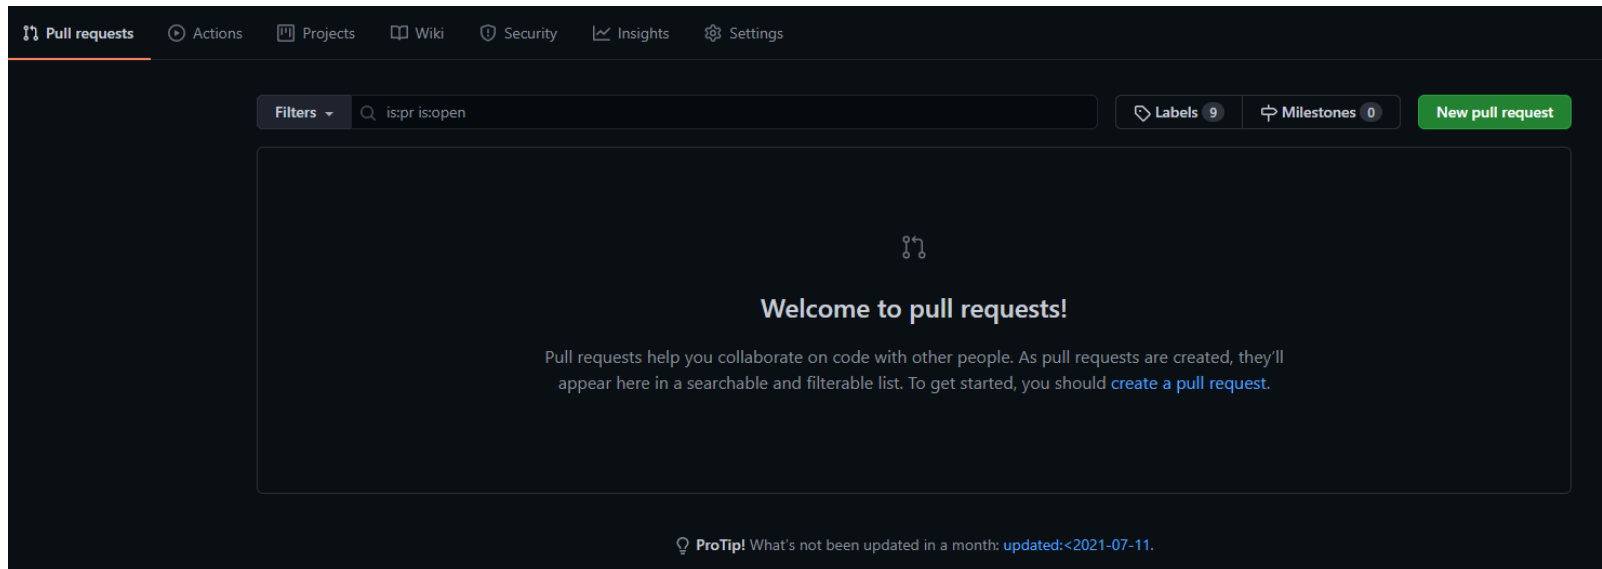 Pull requests Actions Projects Wiki Security Insights Settings
Filters is:pr is:open Labels 9 Milestones 0 New pull request
Welcome to pull requests!
Pull requests help you collaborate on code with other people. As pull requests are created, they'll
appear here in a searchable and filterable list. To get started, you should create a pull request.
ProTip! What's not been updated in a month: updated:<2021-07-11.